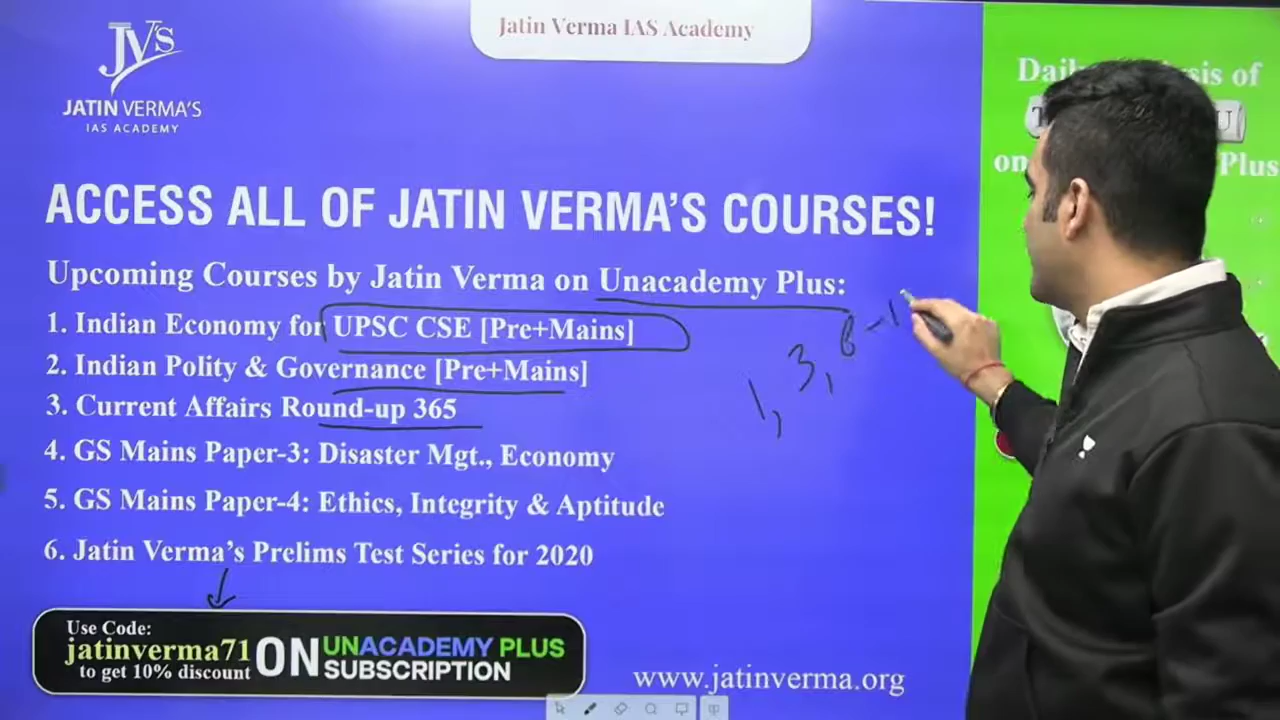 Jatin Verma IAS Academy
JV's
JATIN VERMA'S
IAS ACADEMY
ACCESS ALL OF JATIN VERMA'S COURSES!
Upcoming Courses by Jatin Verma on Unacademy Plus:
1. Indian Economy for UPSC CSE [Pre+Mains]
2. Indian Polity & Governance [Pre+Mains]
3. Current Affairs Round-up 365
4. GS Mains Paper-3: Disaster Mgt., Economy
5. GS Mains Paper-4: Ethics, Integrity & Aptitude
6. Jatin Verma's Prelims Test Series for 2020
1, 3,
Use Code:
jatinverma71
to get 10% discount
ON
UNACADEMY PLUS
SUBSCRIPTION
www.jatinverma.org
of
U
on Plus